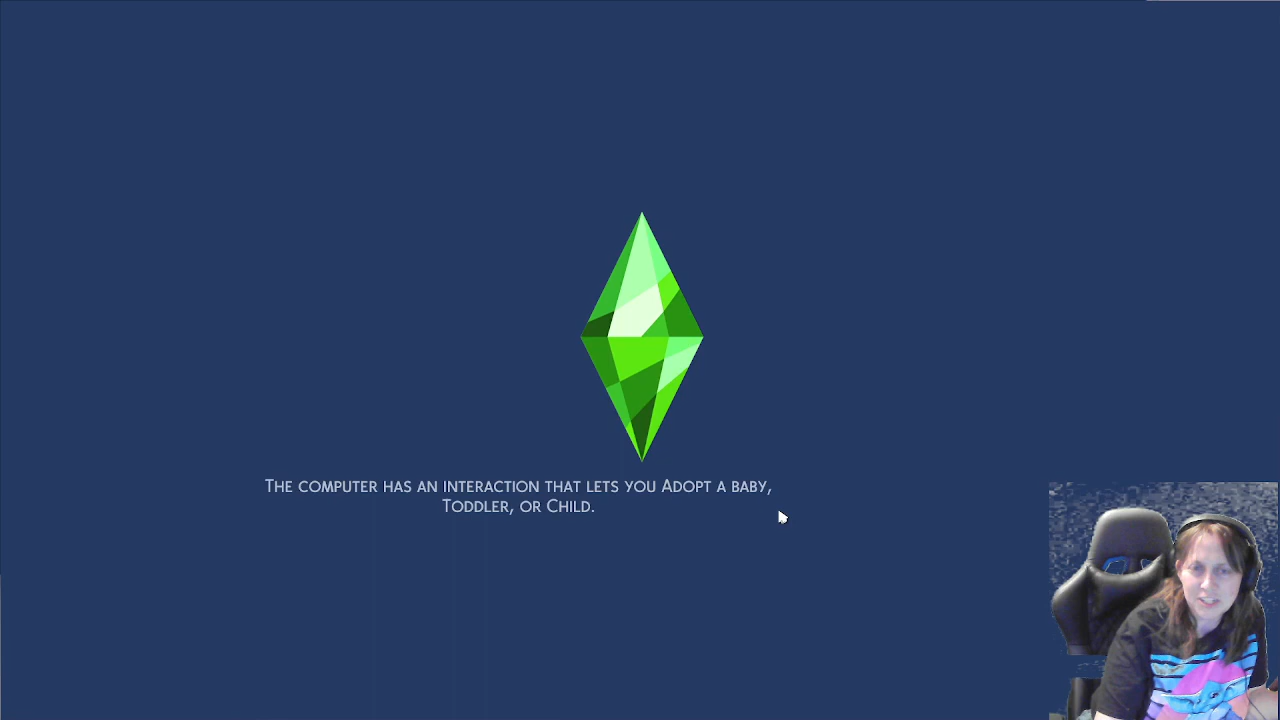 The computer has an interaction that lets you Adopt a baby,
Toddler, or Child.